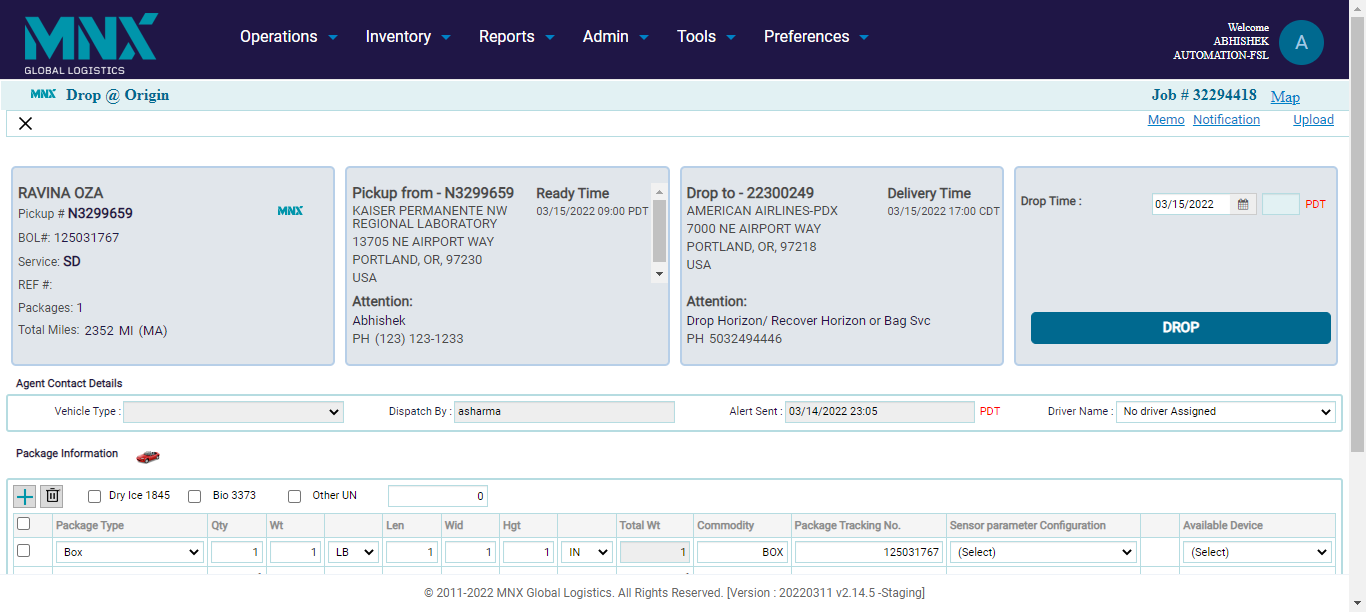 MNX
GLOBAL LOGISTICS
Operations Inventory Reports Admin Tools Preferences
Welcome
ABHISHEK
AUTOMATION-FSL
A
MNX Drop @ Origin
Job # 32294418 Map
Memo Notification Upload
RAVINA OZA
Pickup # N3299659
MNX
BOL#: 125031767
Service: SD
REF #:
Packages: 1
Total Miles: 2352 MI (MA)
Pickup from - N3299659
KAISER PERMANENTE NW
REGIONAL LABORATORY
13705 NE AIRPORT WAY
PORTLAND, OR, 97230
USA
Ready Time
03/15/2022 09:00 PDT
Attention:
Abhishek
PH (123) 123-1233
Drop to - 22300249
AMERICAN AIRLINES-PDX
7000 NE AIRPORT WAY
PORTLAND, OR, 97218
USA
Delivery Time
03/15/2022 17:00 CDT
Attention:
Drop Horizon/ Recover Horizon or Bag Svc
PH 5032494446
Drop Time : 03/15/2022 PDT
DROP
Agent Contact Details
Vehicle Type : Dispatch By : asharma Alert Sent : 03/14/2022 23:05 PDT Driver Name : No driver Assigned
Package Information
Dry Ice 1845 Bio 3373 Other UN 0
Package Type Qty Wt Len Wid Hgt Total Wt Commodity Package Tracking No. Sensor parameter Configuration Available Device
Box 1 1 LB 1 1 1 IN 1 BOX 125031767 (Select) (Select)
© 2011-2022 MNX Global Logistics. All Rights Reserved. [Version : 20220311 v2.14.5 -Staging]